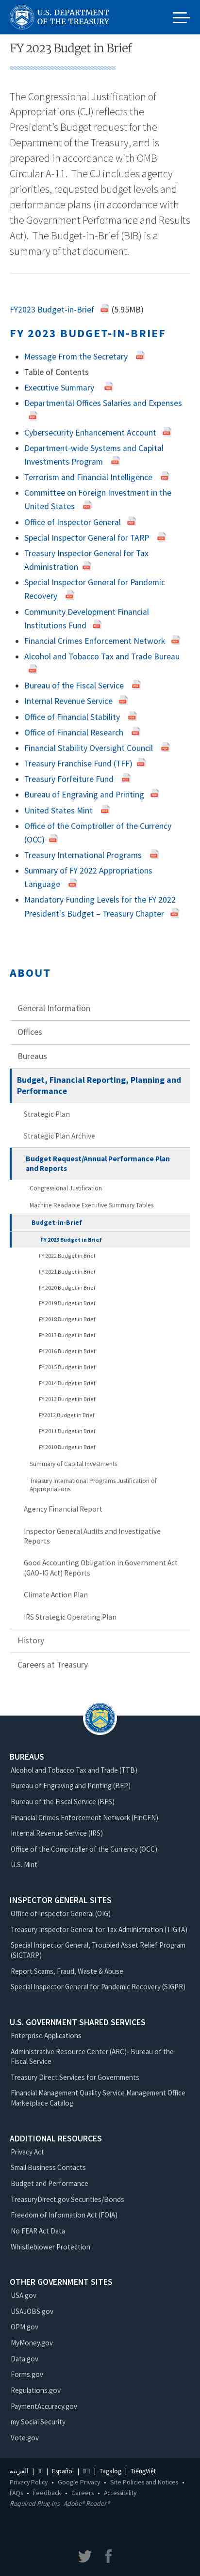 U.S. DEPARTMENT
OF THE TREASURY
FY 2023 Budget in Brief
The Congressional Justification of
Appropriations (CJ) reflects the
President’s Budget request for the
Department of the Treasury, and is
prepared in accordance with OMB
Circular A-11.  The CJ includes agency
priorities, requested budget levels and
performance plans (in accordance with
the Government Performance and Results
Act).  The Budget-in-Brief (BIB) is a
summary of that document.
FY2023 Budget-in-Brief (5.95MB)
FY 2023 BUDGET-IN-BRIEF
Message From the Secretary
Table of Contents
Executive Summary
Departmental Offices Salaries and Expenses
Cybersecurity Enhancement Account
Department-wide Systems and Capital
Investments Program
Terrorism and Financial Intelligence
Committee on Foreign Investment in the
United States
Office of Inspector General
Special Inspector General for TARP
Treasury Inspector General for Tax
Administration
Special Inspector General for Pandemic
Recovery
Community Development Financial
Institutions Fund
Financial Crimes Enforcement Network
Alcohol and Tobacco Tax and Trade Bureau
Bureau of the Fiscal Service
Internal Revenue Service
Office of Financial Stability
Office of Financial Research
Financial Stability Oversight Council
Treasury Franchise Fund (TFF)
Treasury Forfeiture Fund
Bureau of Engraving and Printing
United States Mint
Office of the Comptroller of the Currency
(OCC)
Treasury International Programs
Summary of FY 2022 Appropriations
Language
Mandatory Funding Levels for the FY 2022
President's Budget – Treasury Chapter
ABOUT
General Information
Offices
Bureaus
Budget, Financial Reporting, Planning and
Performance
Strategic Plan
Strategic Plan Archive
Budget Request/Annual Performance Plan
and Reports
Congressional Justification
Machine Readable Executive Summary Tables
Budget-in-Brief
FY 2023 Budget in Brief
FY 2022 Budget in Brief
FY 2021 Budget in Brief
FY 2020 Budget in Brief
FY 2019 Budget in Brief
FY 2018 Budget in Brief
FY 2017 Budget in Brief
FY 2016 Budget in Brief
FY 2015 Budget in Brief
FY 2014 Budget in Brief
FY 2013 Budget in Brief
FY2012 Budget in Brief
FY 2011 Budget in Brief
FY 2010 Budget in Brief
Summary of Capital Investments
Treasury International Programs Justification of
Appropriations
Agency Financial Report
Inspector General Audits and Investigative
Reports
Good Accounting Obligation in Government Act
(GAO-IG Act) Reports
Climate Action Plan
IRS Strategic Operating Plan
History
Careers at Treasury
BUREAUS
Alcohol and Tobacco Tax and Trade (TTB)
Bureau of Engraving and Printing (BEP)
Bureau of the Fiscal Service (BFS)
Financial Crimes Enforcement Network (FinCEN)
Internal Revenue Service (IRS)
Office of the Comptroller of the Currency (OCC)
U.S. Mint
INSPECTOR GENERAL SITES
Office of Inspector General (OIG)
Treasury Inspector General for Tax Administration (TIGTA)
Special Inspector General, Troubled Asset Relief Program
(SIGTARP)
Report Scams, Fraud, Waste & Abuse
Special Inspector General for Pandemic Recovery (SIGPR)
U.S. GOVERNMENT SHARED SERVICES
Enterprise Applications
Administrative Resource Center (ARC)- Bureau of the
Fiscal Service
Treasury Direct Services for Governments
Financial Management Quality Service Management Office
Marketplace Catalog
ADDITIONAL RESOURCES
Privacy Act
Small Business Contacts
Budget and Performance
TreasuryDirect.gov Securities/Bonds
Freedom of Information Act (FOIA)
No FEAR Act Data
Whistleblower Protection
OTHER GOVERNMENT SITES
USA.gov
USAJOBS.gov
OPM.gov
MyMoney.gov
Data.gov
Forms.gov
Regulations.gov
PaymentAccuracy.gov
my Social Security
Vote.gov
العربية | Español | Tagalog | TiếngViệt
Privacy Policy • Google Privacy • Site Policies and Notices •
FAQs • Feedback • Careers • Accessibility
Required Plug-ins Adobe® Reader®